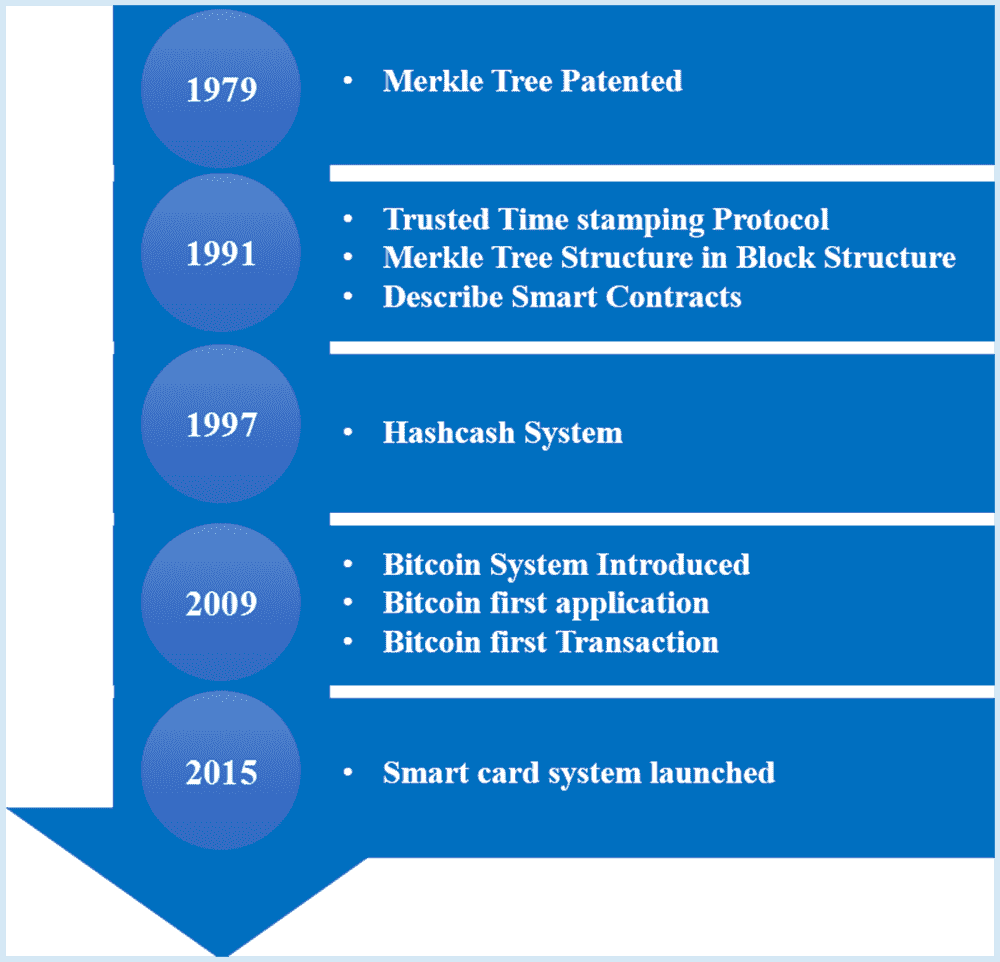 1979
• Merkle Tree Patented
1991
• Trusted Time stamping Protocol
• Merkle Tree Structure in Block Structure
• Describe Smart Contracts
1997
• Hashcash System
2009
• Bitcoin System Introduced
• Bitcoin first application
• Bitcoin first Transaction
2015
• Smart card system launched